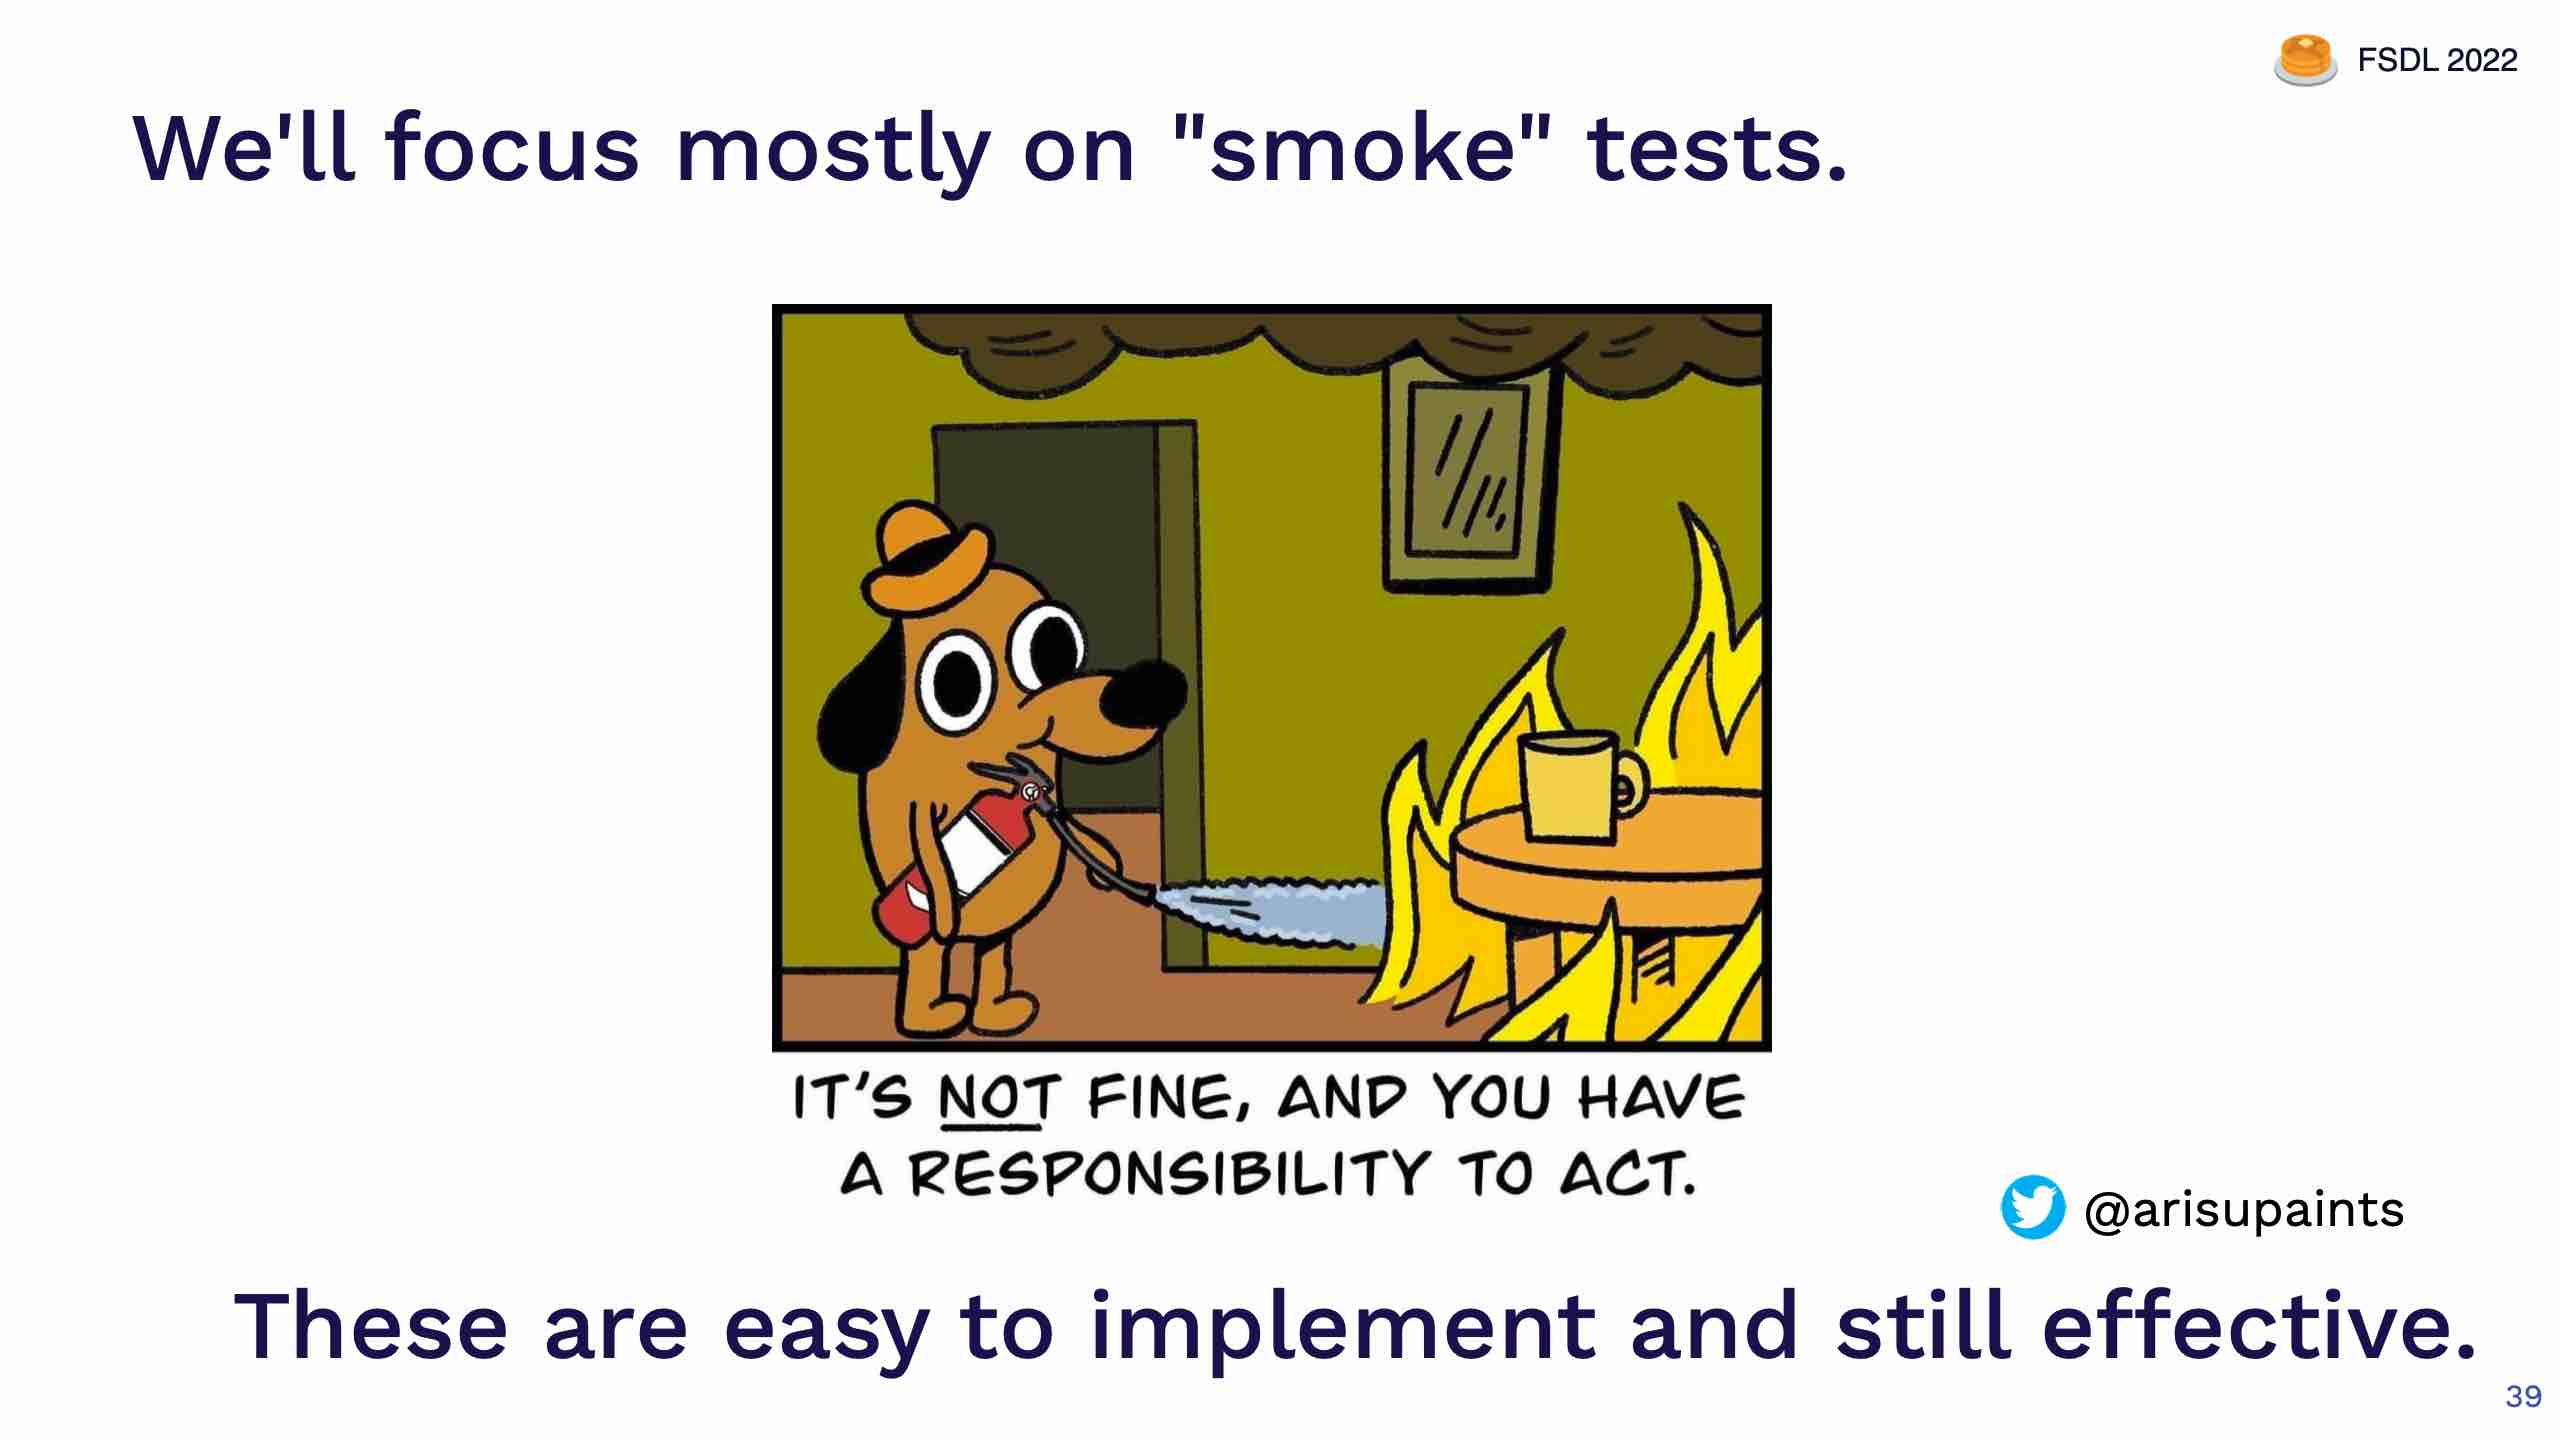 FSDL 2022
We'll focus mostly on "smoke" tests.
IT'S NOT FINE, AND YOU HAVE
A RESPONSIBILITY TO ACT.
@arisupaints
These are easy to implement and still effective.
39